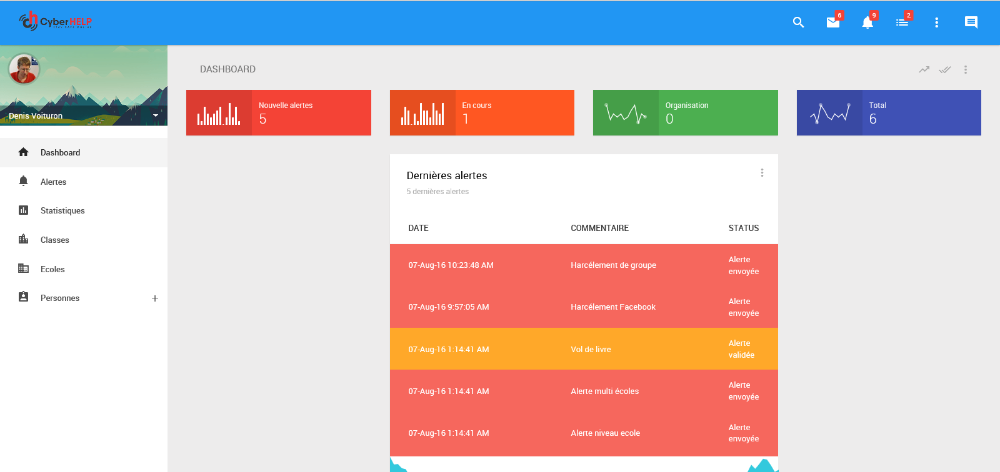 CyberHELP
STAY SAFE ONLINE
6
9
2
Denis Voituron
Dashboard
Alertes
Statistiques
Classes
Ecoles
Personnes
+
DASHBOARD
Nouvelle alertes
5
En cours
1
Organisation
0
Total
6
Dernières alertes
5 dernières alertes
DATE COMMENTAIRE STATUS
07-Aug-16 10:23:48 AM Harcélement de groupe Alerte envoyée
07-Aug-16 9:57:05 AM Harcélement Facebook Alerte envoyée
07-Aug-16 1:14:41 AM Vol de livre Alerte validée
07-Aug-16 1:14:41 AM Alerte multi écoles Alerte envoyée
07-Aug-16 1:14:41 AM Alerte niveau ecole Alerte envoyée